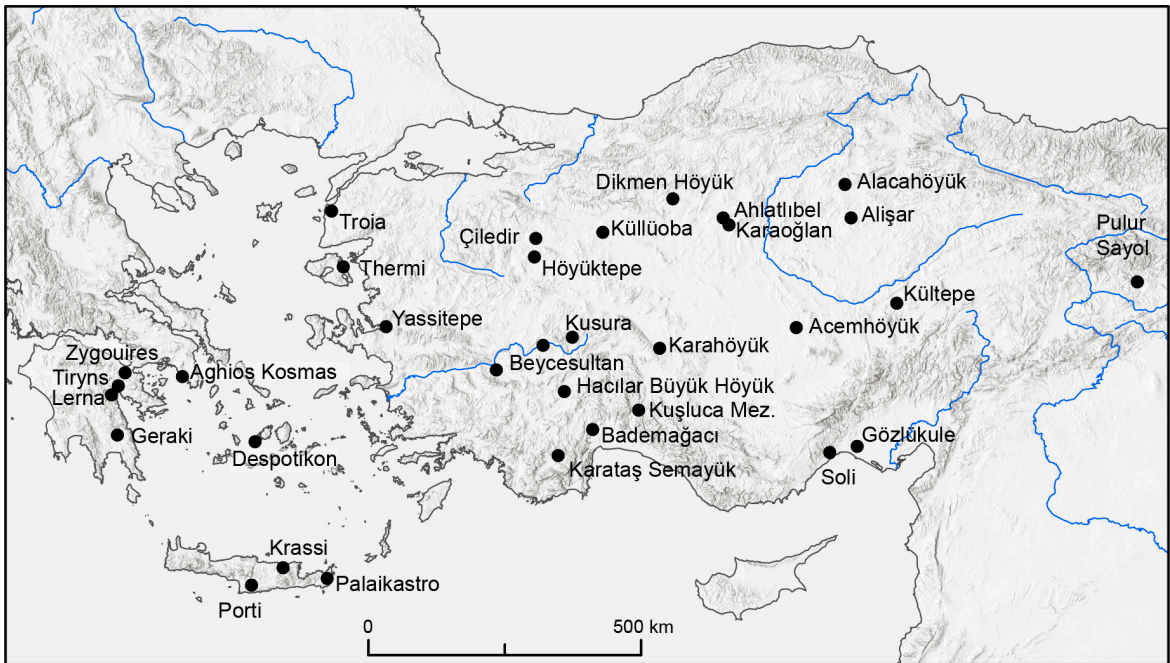 Dikmen Höyük
Alacahöyük
Troia
Ahlatlıbel
Alişar
Karaoğlan
Çiledir
Küllüoba
Pulur
Sayol
Thermi
Höyüktepe
Kültepe
Yassitepe
Kusura
Acemhöyük
Karahöyük
Zygouires
Beycesultan
Tiryns
Aghios Kosmas
Lerna
Hacılar Büyük Höyük
Kuşluca Mez.
Geraki
Bademağacı
Gözlükule
Despotikon
Karataş Semayük
Soli
Krassi
Palaikastro
Porti
0
500 km